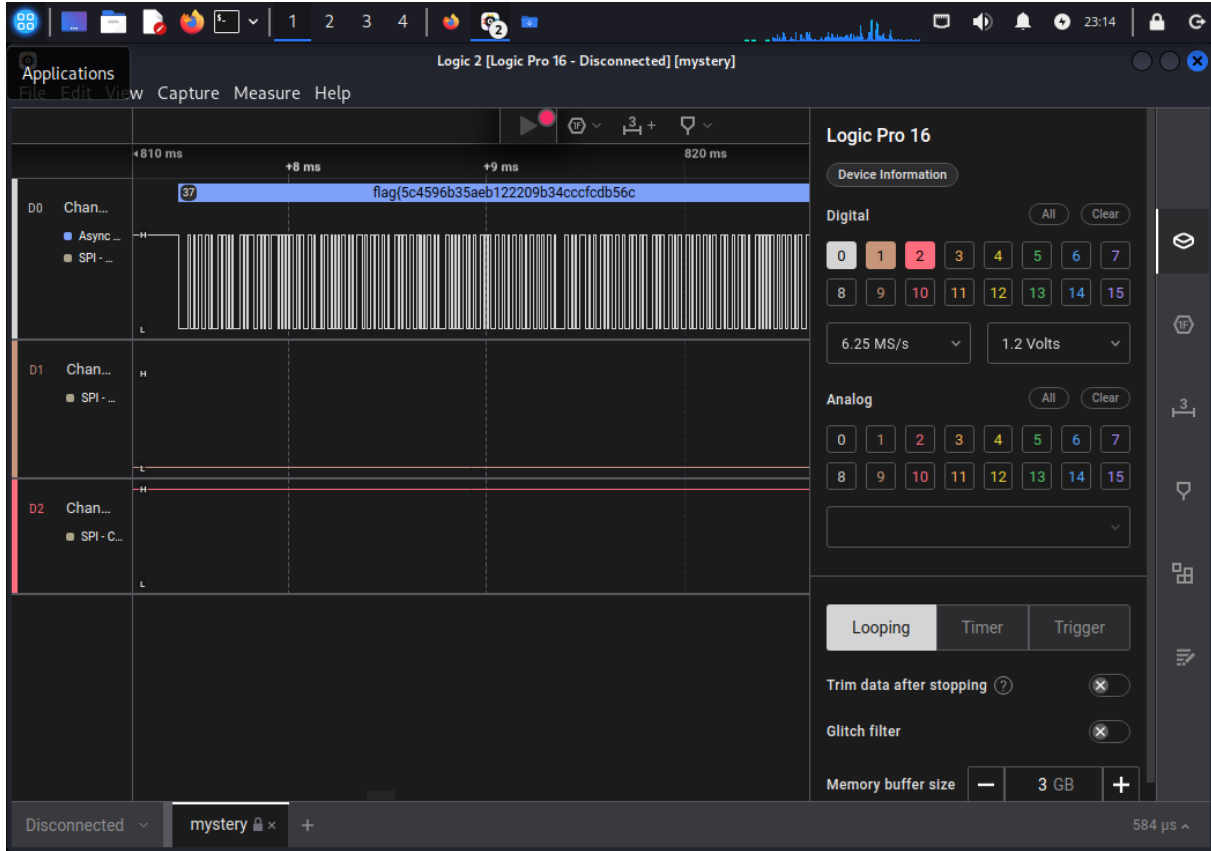 1 2 3 4 2 23:14
Logic 2 [Logic Pro 16 - Disconnected] [mystery]
Applications
File Edit View Capture Measure Help
810 ms +8 ms +9 ms 820 ms
Logic Pro 16
Device Information
37 flag{5c4596b35aeb122209b34cccfcdb56c
D0 Chan...
Async ...
SPI - ...
H
L
Digital All Clear
0 1 2 3 4 5 6 7
8 9 10 11 12 13 14 15
6.25 MS/s 1.2 Volts
D1 Chan...
SPI - ...
H
L
Analog All Clear
0 1 2 3 4 5 6 7
8 9 10 11 12 13 14 15
D2 Chan...
SPI - C...
H
L
Looping Timer Trigger
Trim data after stopping ?
Glitch filter
Memory buffer size 3 GB
Disconnected mystery 584 µs